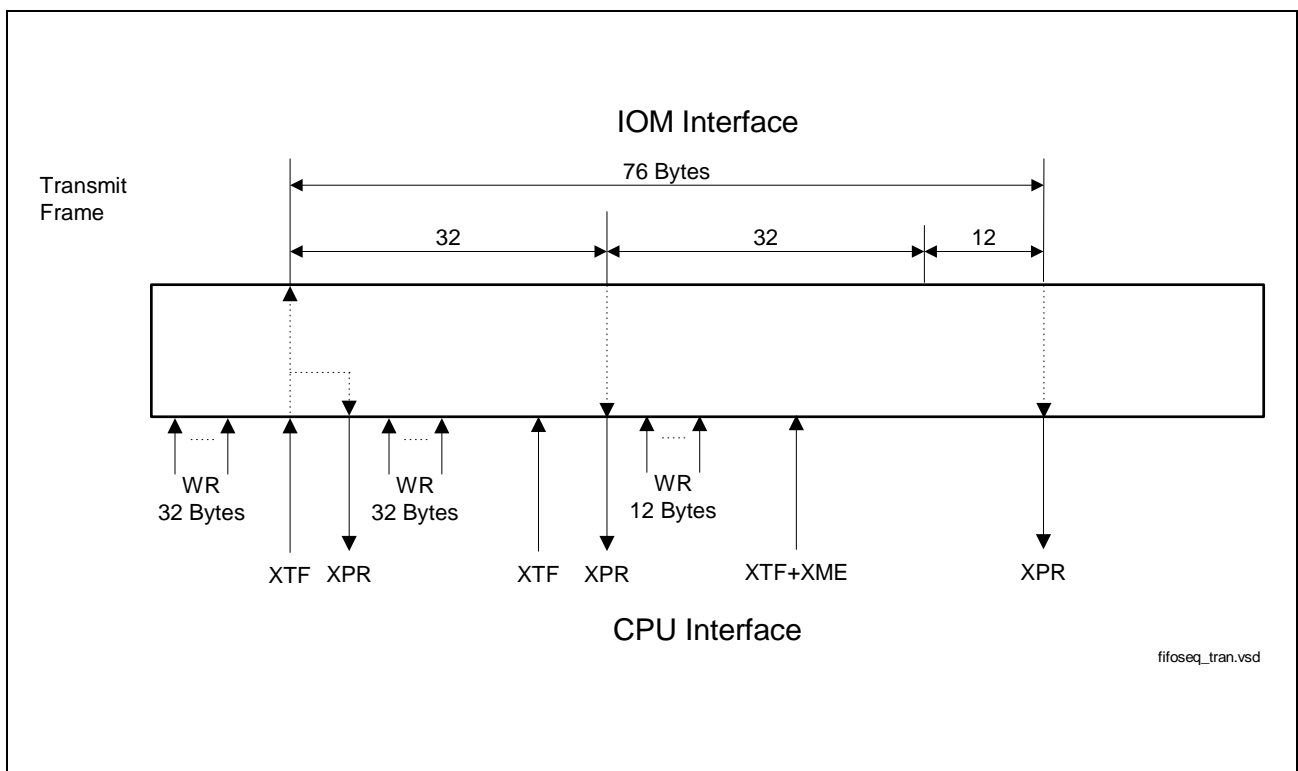 IOM Interface
76 Bytes
Transmit
Frame
32
32
12
.....
.....
.....
WR
32 Bytes
WR
32 Bytes
WR
12 Bytes
XTF
XPR
XTF
XPR
XTF+XME
XPR
CPU Interface
fifoseq_tran.vsd